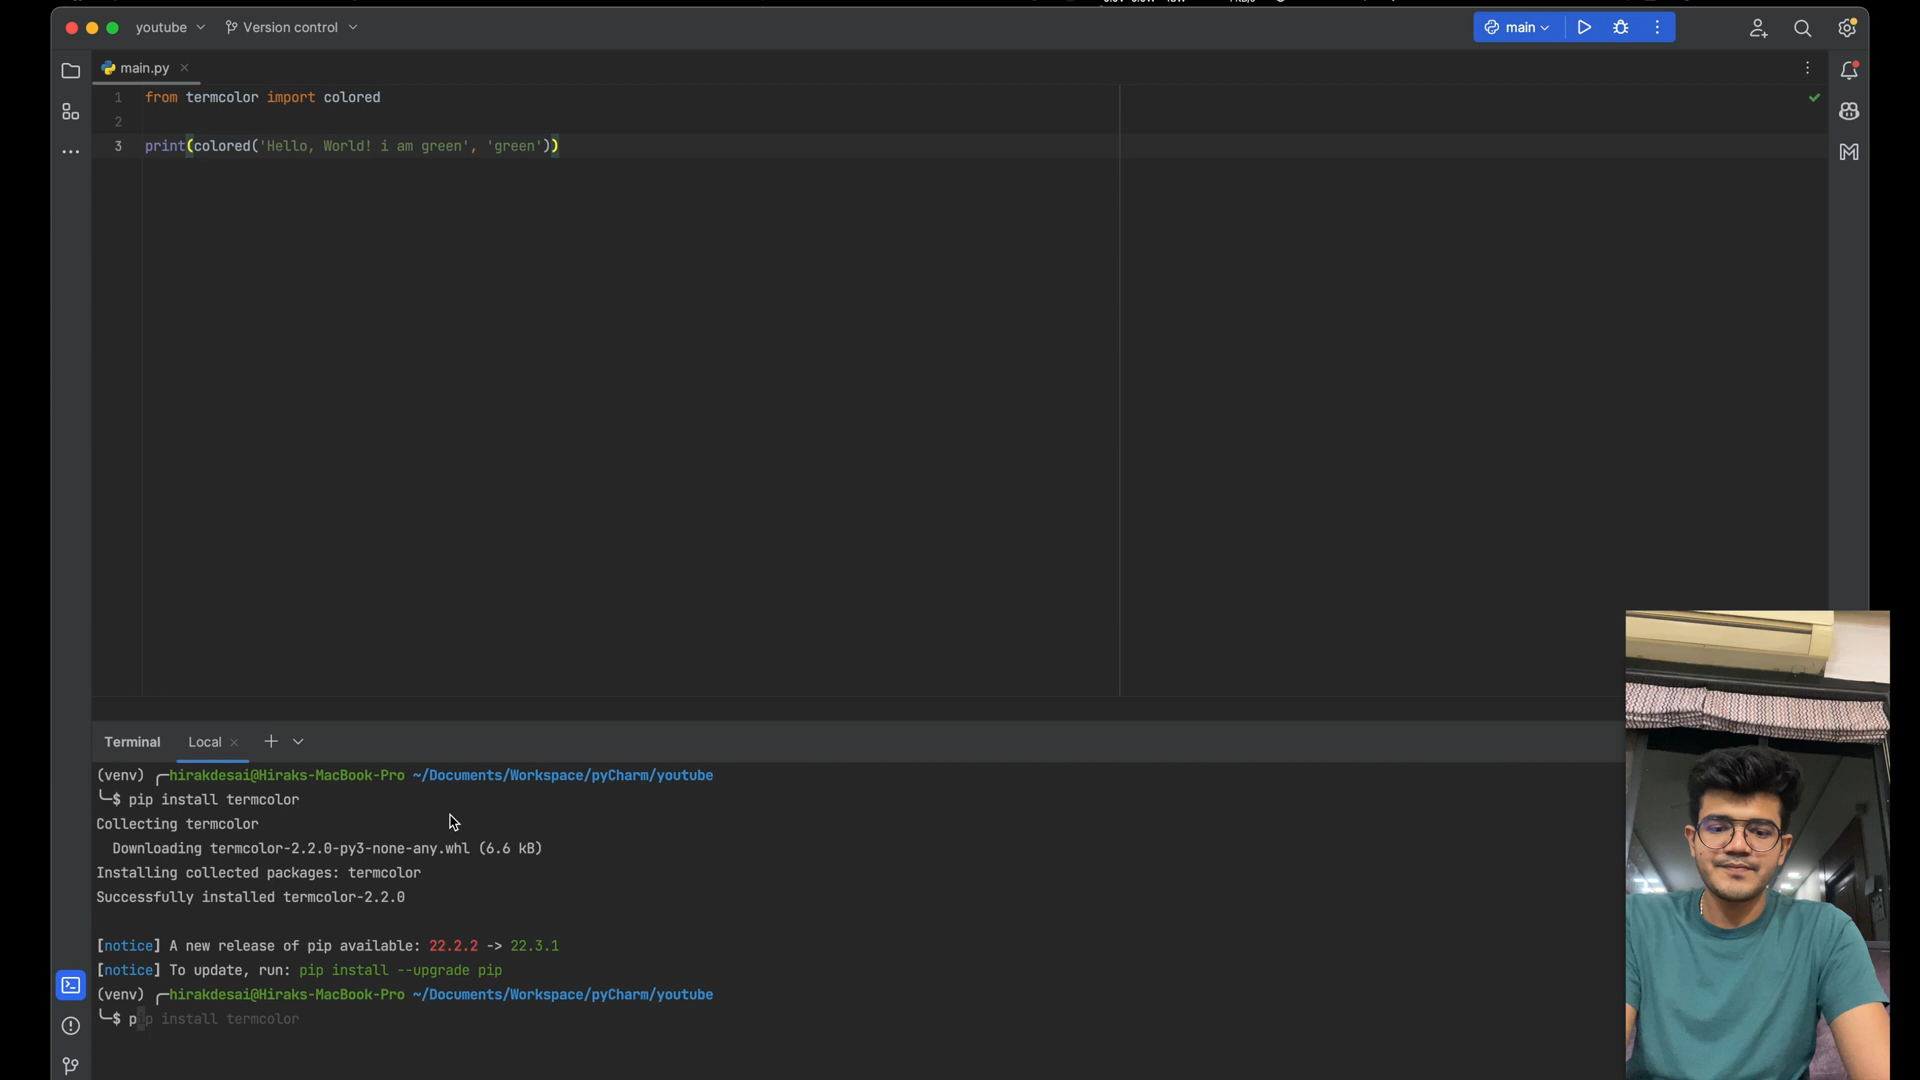 youtube
Version control
main
main.py
1 from termcolor import colored
2
3 print(colored('Hello, World! i am green', 'green'))
Terminal
Local
(venv) ╭─hirakdesai@Hiraks-MacBook-Pro ~/Documents/Workspace/pyCharm/youtube
╰─$ pip install termcolor
Collecting termcolor
Downloading termcolor-2.2.0-py3-none-any.whl (6.6 kB)
Installing collected packages: termcolor
Successfully installed termcolor-2.2.0
[notice] A new release of pip available: 22.2.2 -> 22.3.1
[notice] To update, run: pip install --upgrade pip
(venv) ╭─hirakdesai@Hiraks-MacBook-Pro ~/Documents/Workspace/pyCharm/youtube
╰─$ pip install termcolor